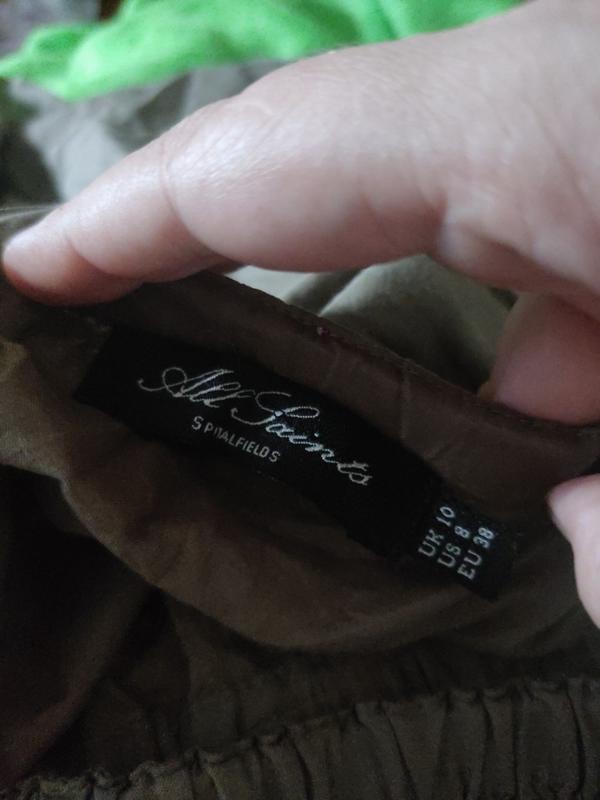 All Saints
SPITALFIELDS
UK 10
US 8
EU 38